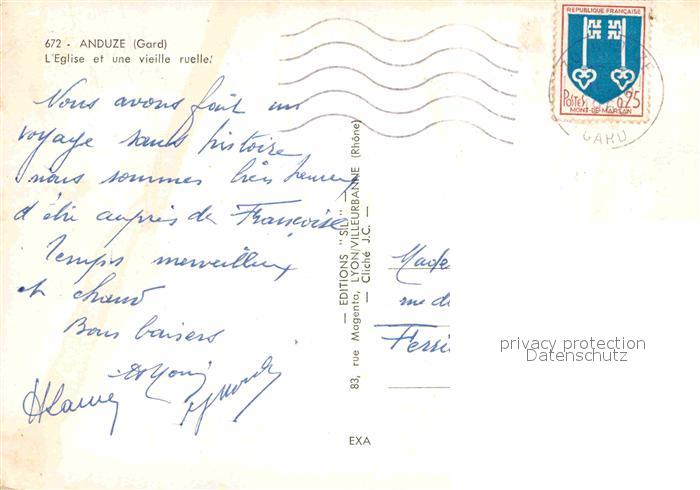 672 - ANDUZE (Gard)
L'Eglise et une vieille ruelle.
Nous avons fait un
voyage sans histoire
nous sommes très heureux
d'être auprès de Françoise
Temps merveilleux
et chaud
Bons baisers
— EDITIONS "SIL" —
83, rue Magenta, LYON/VILLEURBANNE (Rhône)
— Cliché J.C. —
EXA
REPUBLIQUE FRANÇAISE
POSTES 0,25
MONT-DE-MARSAN
GARD
Made
rue d
privacy protection
Datenschutz